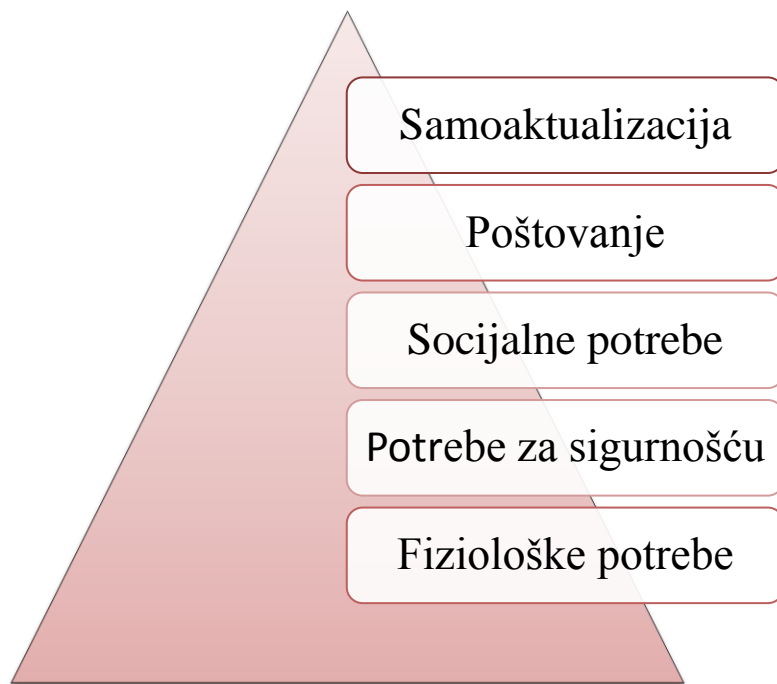 Samoaktualizacija
Poštovanje
Socijalne potrebe
Potrebe za sigurnošću
Fiziološke potrebe